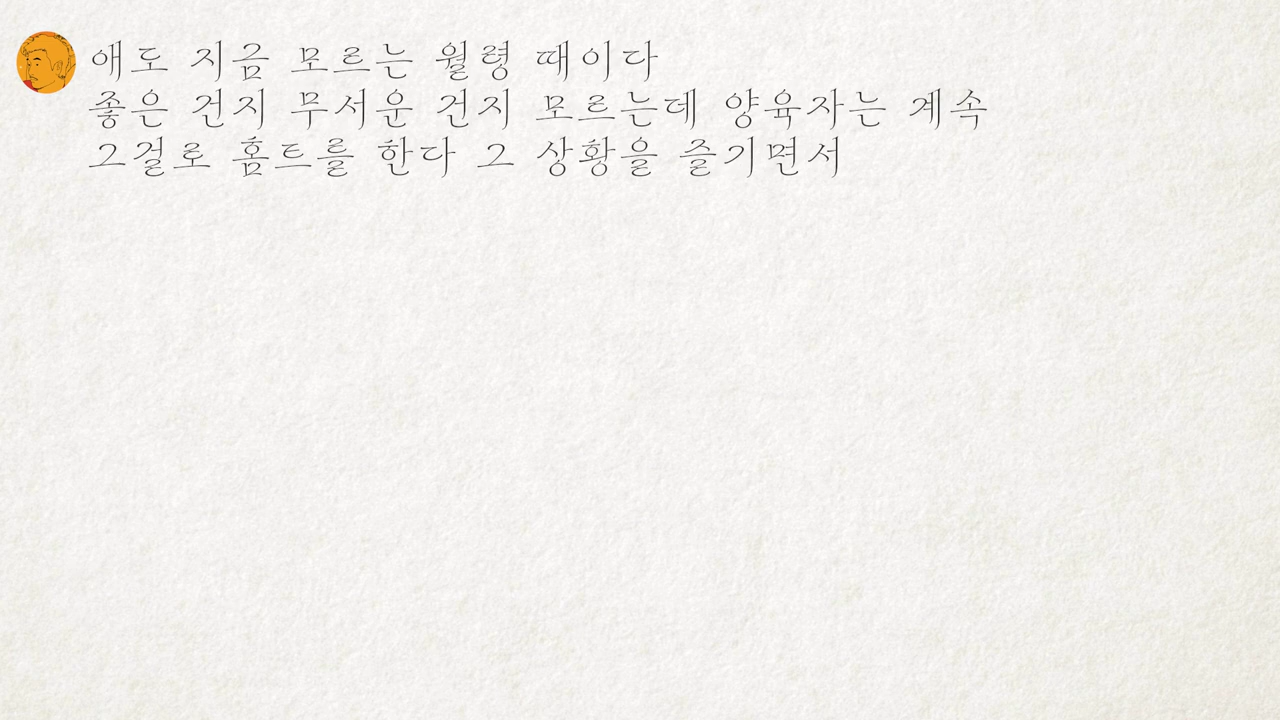 애도 지금 모르는 월령 때이다
좋은 건지 무서운 건지 모르는데 양육자는 계속
그걸로 홈트를 한다 그 상황을 즐기면서